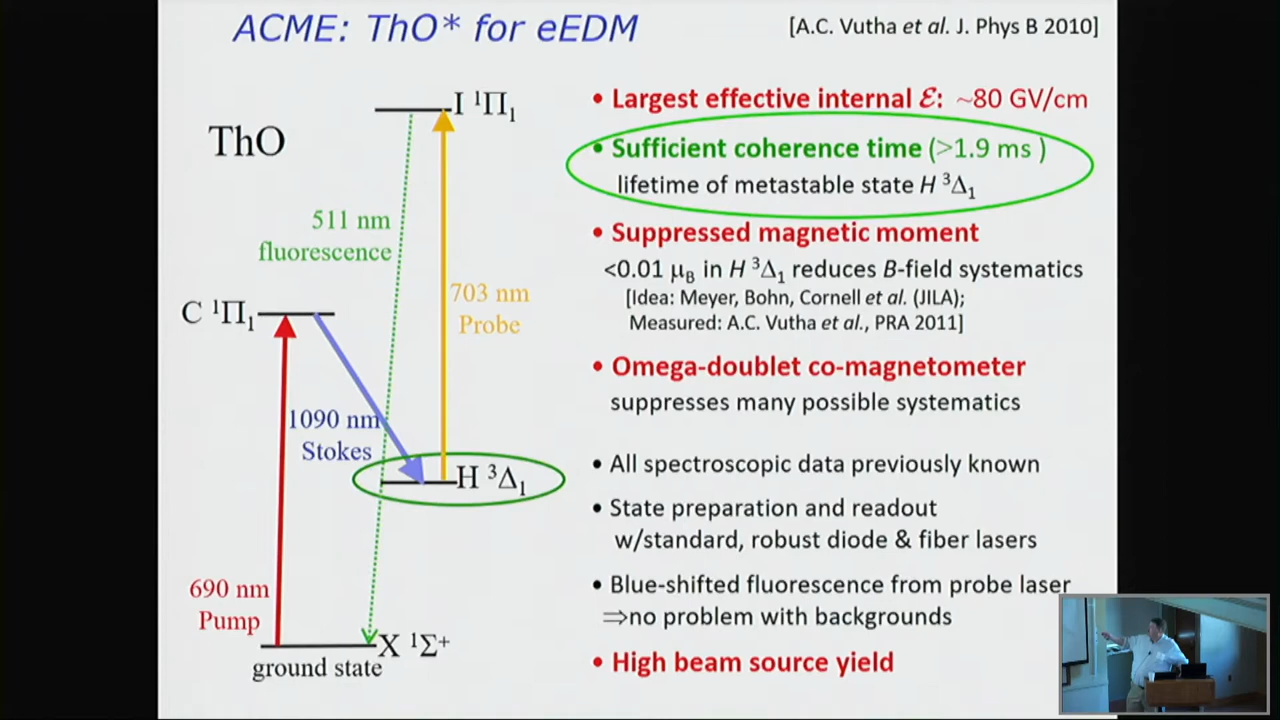 ACME: ThO* for eEDM
[A.C. Vutha et al. J. Phys B 2010]
ThO
I ¹Π₁
511 nm
fluorescence
703 nm
Probe
C ¹Π₁
1090 nm
Stokes
H ³Δ₁
690 nm
Pump
X ¹Σ⁺
ground state
• Largest effective internal ℰ: ~80 GV/cm
• Sufficient coherence time (>1.9 ms )
lifetime of metastable state H ³Δ₁
• Suppressed magnetic moment
<0.01 μ_B in H ³Δ₁ reduces B-field systematics
[Idea: Meyer, Bohn, Cornell et al. (JILA);
Measured: A.C. Vutha et al., PRA 2011]
• Omega-doublet co-magnetometer
suppresses many possible systematics
• All spectroscopic data previously known
• State preparation and readout
w/standard, robust diode & fiber lasers
• Blue-shifted fluorescence from probe laser
⇒no problem with backgrounds
• High beam source yield